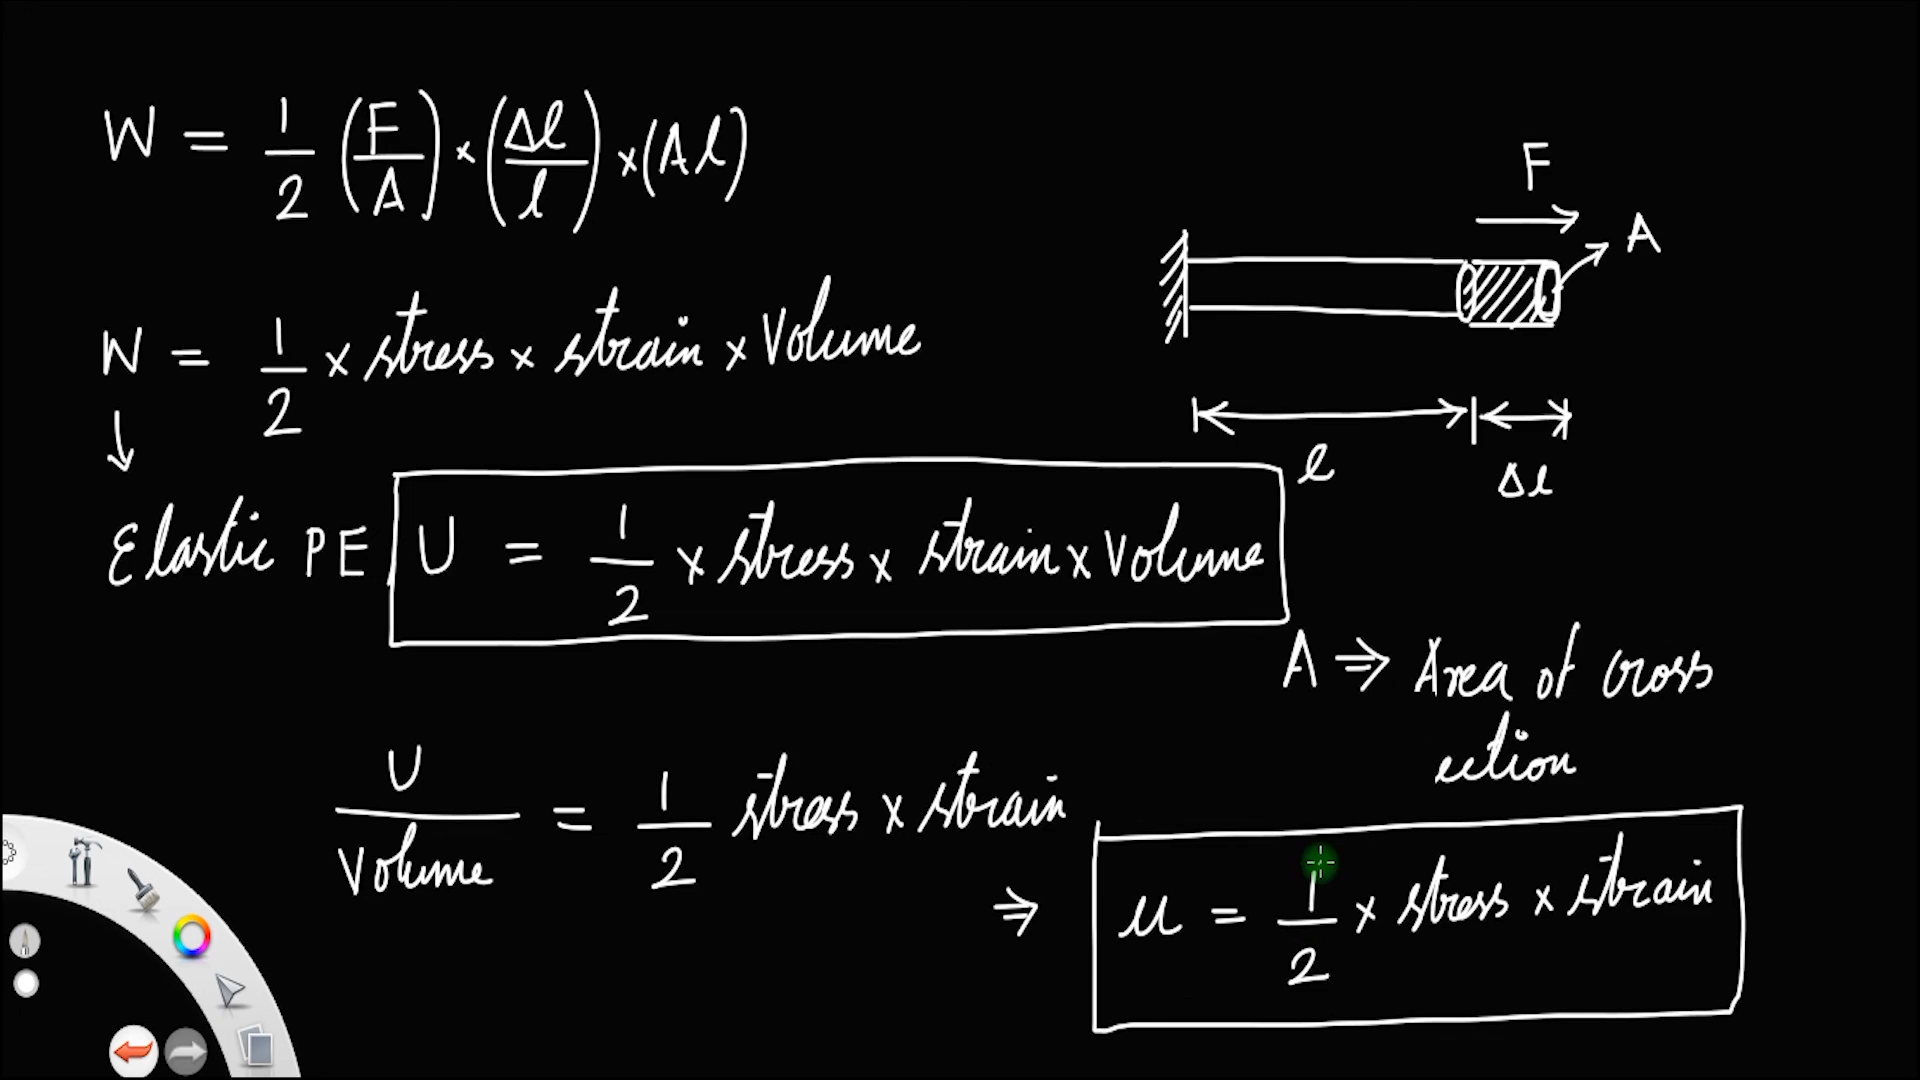 W = 1/2 (F/A) × (Δl/l) × (Al)
F
A
W = 1/2 × stress × strain × Volume
l
Δl
Elastic PE U = 1/2 × stress × strain × Volume
A ⇒ Area of cross
ection
U/Volume = 1/2 stress × strain
⇒ u = 1/2 × stress × strain